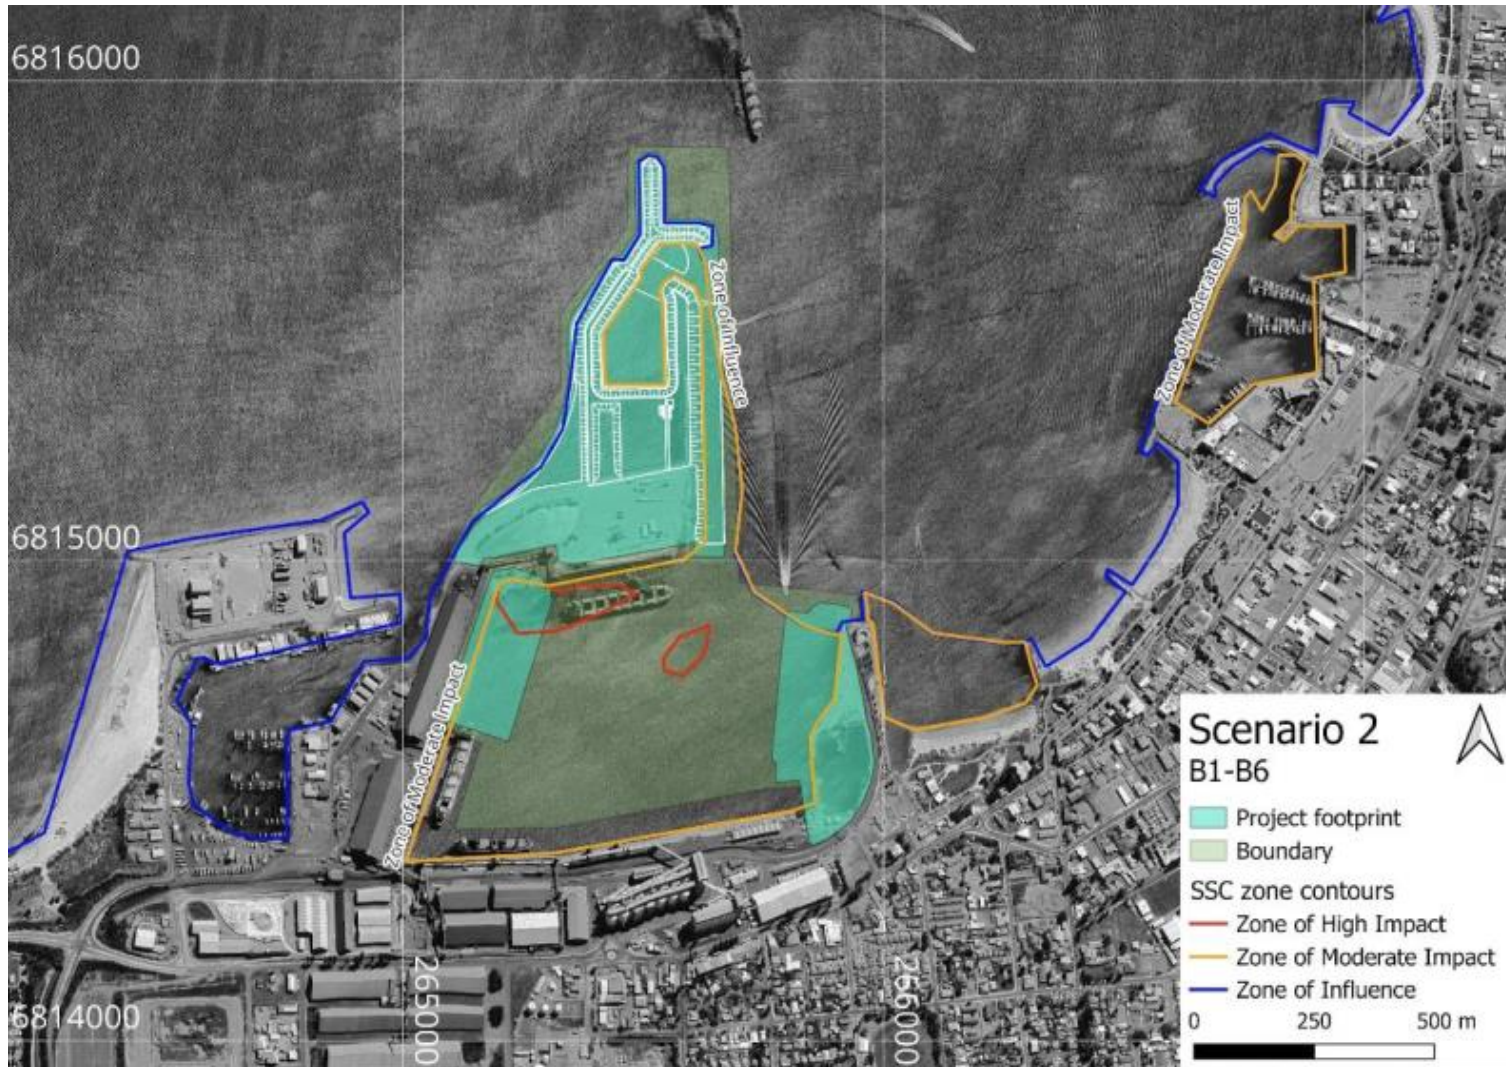 6816000
Zone of Moderate Impact
Zone of Influence
6815000
Zone of Moderate Impact
Scenario 2
B1-B6
Project footprint
Boundary
SSC zone contours
Zone of High Impact
Zone of Moderate Impact
Zone of Influence
0 250 500 m
6814000
265000
266000